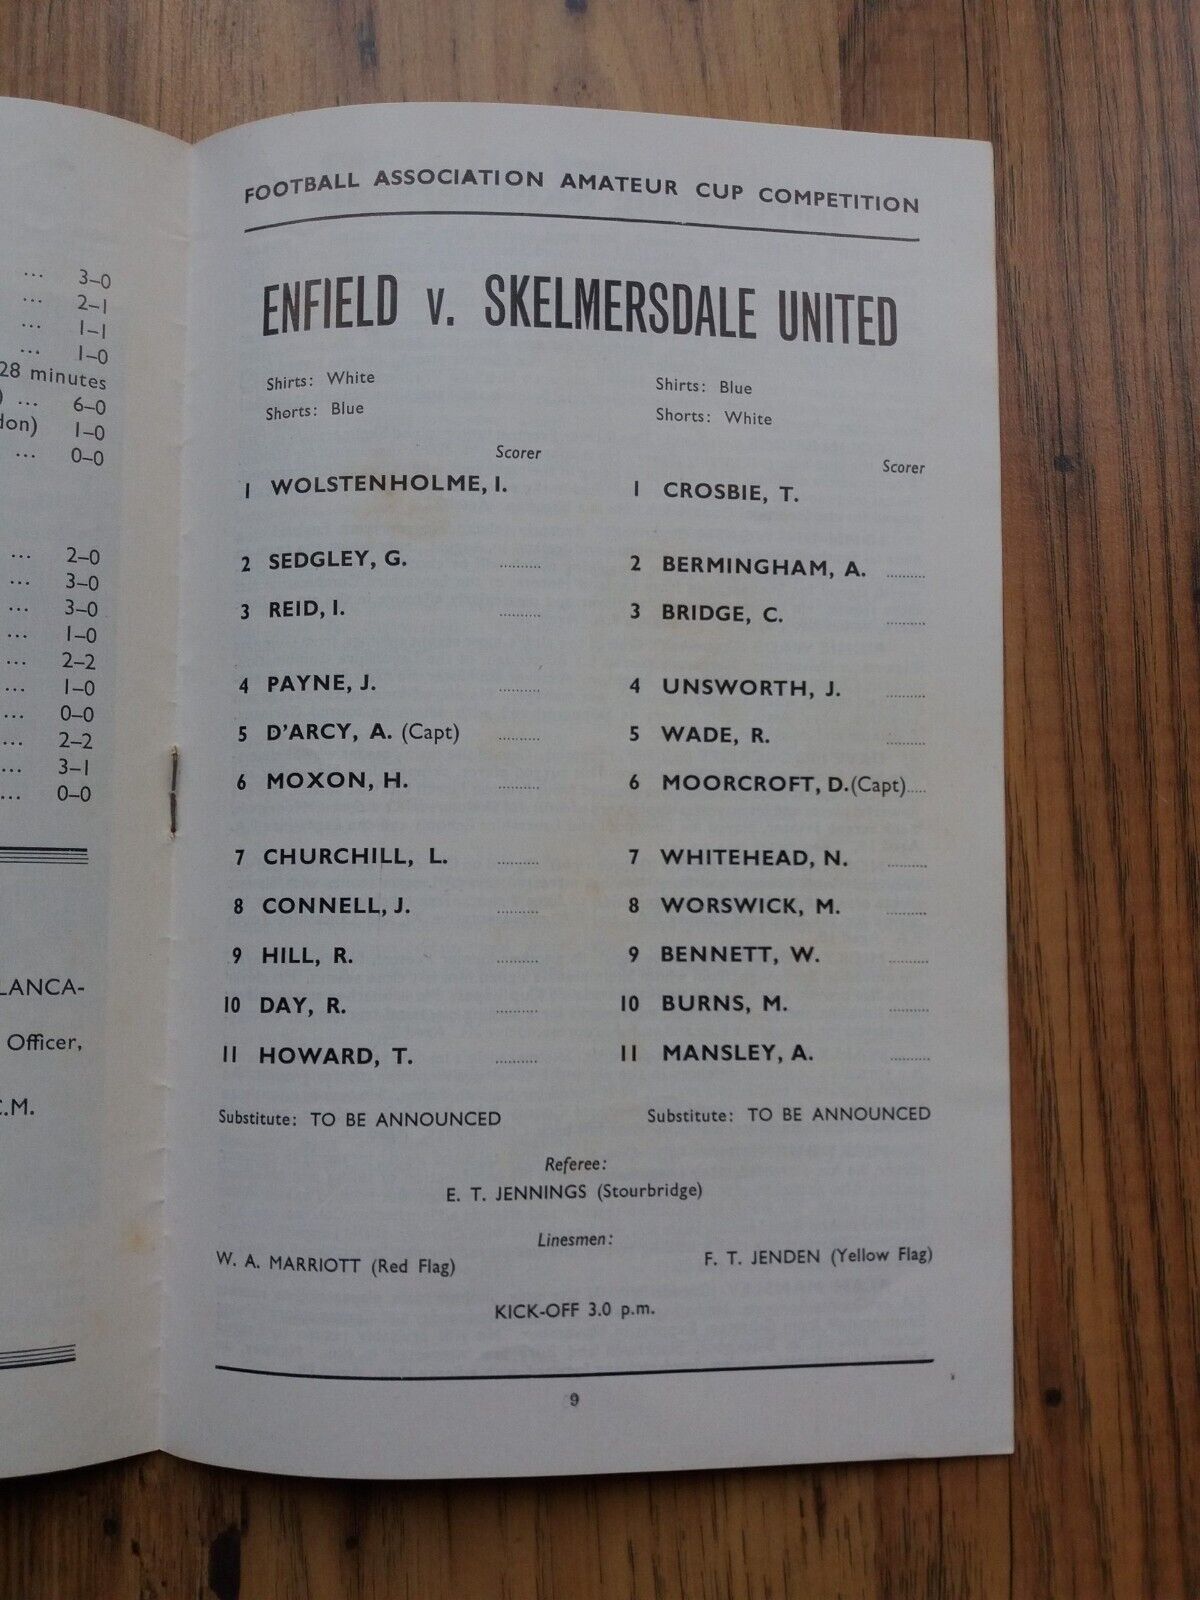 ... 3–0
... 2–1
... 1–1
... 1–0
28 minutes
) ... 6–0
don) 1–0
... 0–0
... 2–0
... 3–0
... 3–0
... 1–0
... 2–2
... 1–0
... 0–0
... 2–2
... 3–1
... 0–0
LANCA-
Officer,
C.M.
FOOTBALL ASSOCIATION AMATEUR CUP COMPETITION
ENFIELD v. SKELMERSDALE UNITED
Shirts: White
Shorts: Blue
Scorer
1 WOLSTENHOLME, I.
2 SEDGLEY, G. ..........
3 REID, I. ..........
4 PAYNE, J. ..........
5 D'ARCY, A. (Capt) ..........
6 MOXON, H. ..........
7 CHURCHILL, L. ..........
8 CONNELL, J. ..........
9 HILL, R. ..........
10 DAY, R. ..........
11 HOWARD, T. ..........
Substitute: TO BE ANNOUNCED
Shirts: Blue
Shorts: White
Scorer
1 CROSBIE, T.
2 BERMINGHAM, A. ..........
3 BRIDGE, C. ..........
4 UNSWORTH, J. ..........
5 WADE, R. ..........
6 MOORCROFT, D.(Capt).....
7 WHITEHEAD, N. ..........
8 WORSWICK, M. ..........
9 BENNETT, W. ..........
10 BURNS, M. ..........
11 MANSLEY, A. ..........
Substitute: TO BE ANNOUNCED
Referee:
E. T. JENNINGS (Stourbridge)
Linesmen:
W. A. MARRIOTT (Red Flag) F. T. JENDEN (Yellow Flag)
KICK-OFF 3.0 p.m.
9